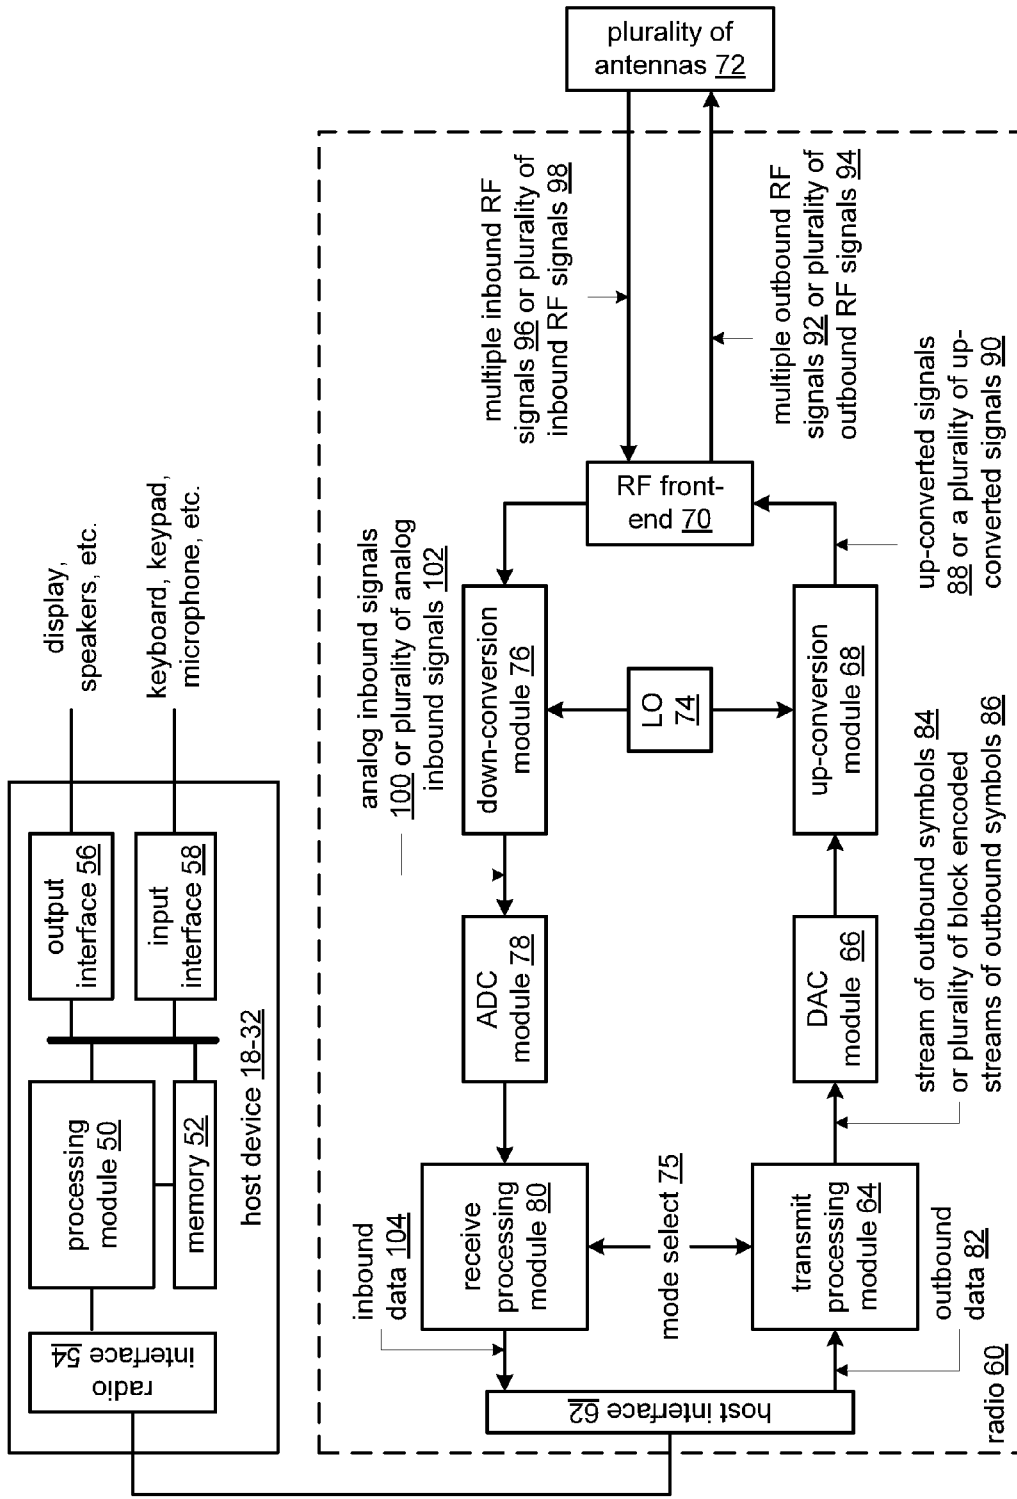 display,
speakers, etc.
keyboard, keypad,
microphone, etc.
output
interface 56
input
interface 58
processing
module 50
memory 52
radio
interface 54
host device 18-32
plurality of
antennas 72
multiple inbound RF
signals 96 or plurality of
inbound RF signals 98
multiple outbound RF
signals 92 or plurality of
outbound RF signals 94
RF front-
end 70
analog inbound signals
100 or plurality of analog
inbound signals 102
down-conversion
module 76
LO
74
up-conversion
module 68
up-converted signals
88 or a plurality of up-
converted signals 90
ADC
module 78
DAC
module 66
stream of outbound symbols 84
or plurality of block encoded
streams of outbound symbols 86
receive
processing
module 80
mode select 75
transmit
processing
module 64
inbound
data 104
outbound
data 82
host interface 62
radio 60